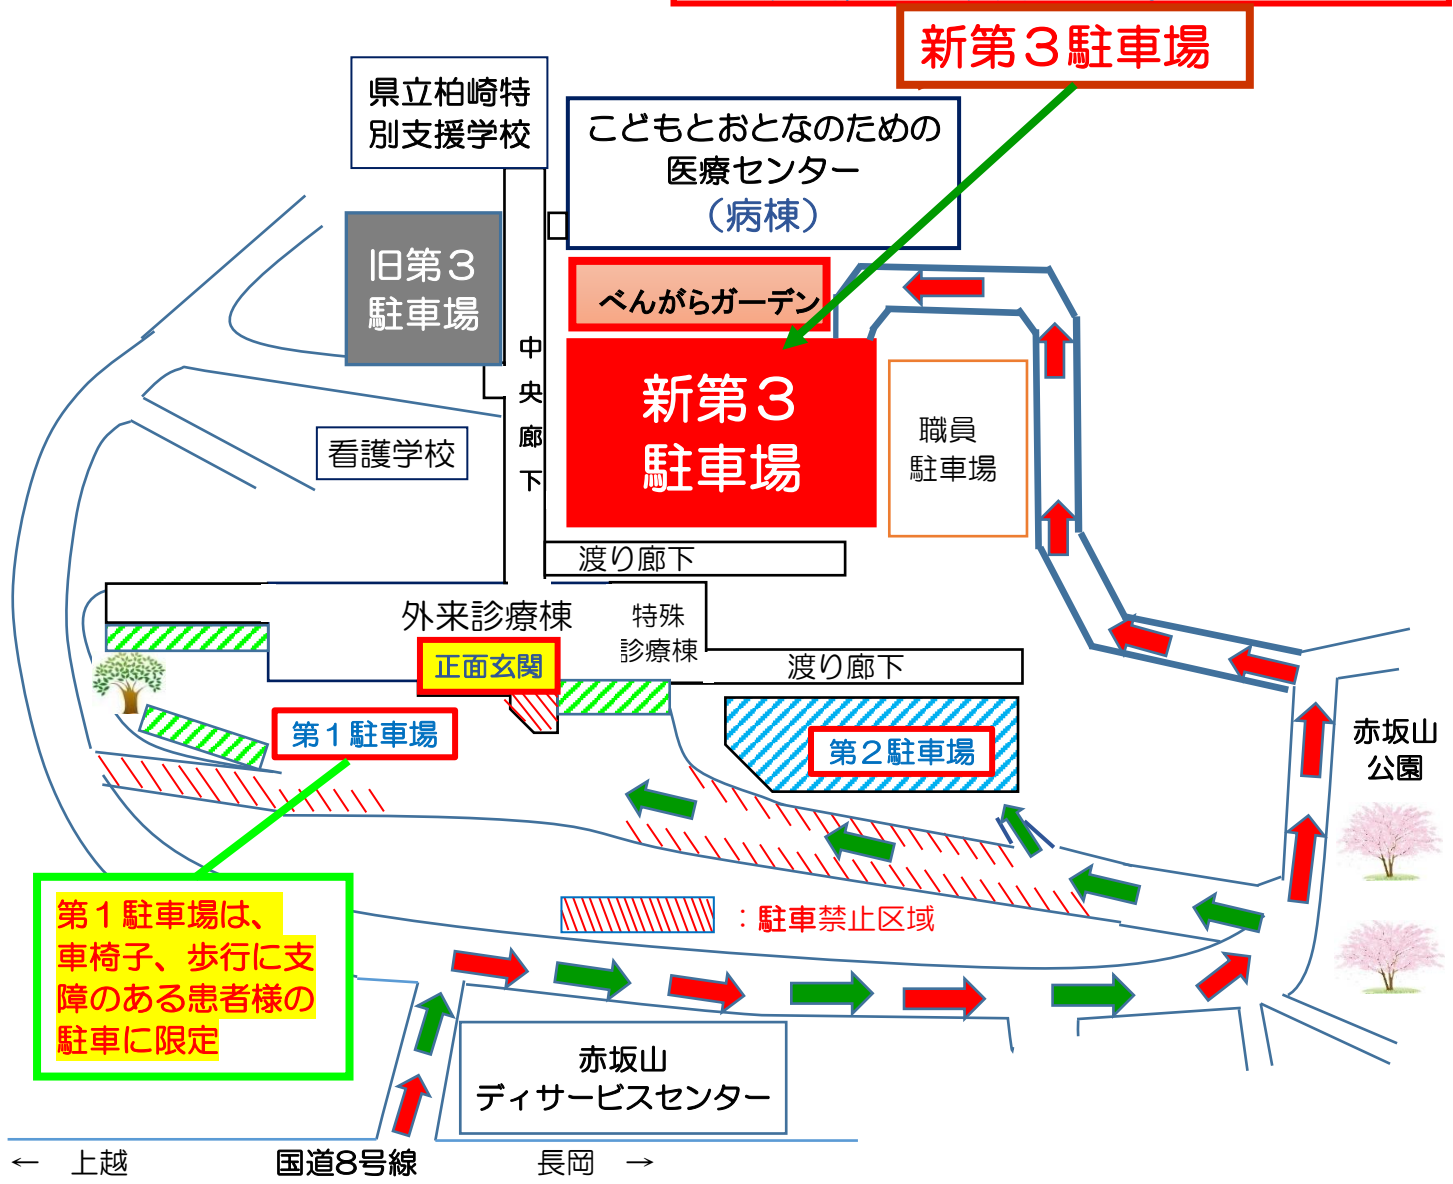 新第３駐車場
県立柏崎特
別支援学校
こどもとおとなのための
医療センター
（病棟）
旧第３
駐車場
べんがらガーデン
中
央
廊
下
新第３
駐車場
職員
駐車場
看護学校
渡り廊下
外来診療棟
特殊
診療棟
正面玄関
渡り廊下
第１駐車場
第２駐車場
赤坂山
公園
第１駐車場は、
車椅子、歩行に支
障のある患者様の
駐車に限定
：駐車禁止区域
赤坂山
ディサービスセンター
← 上越 国道8号線 長岡 →